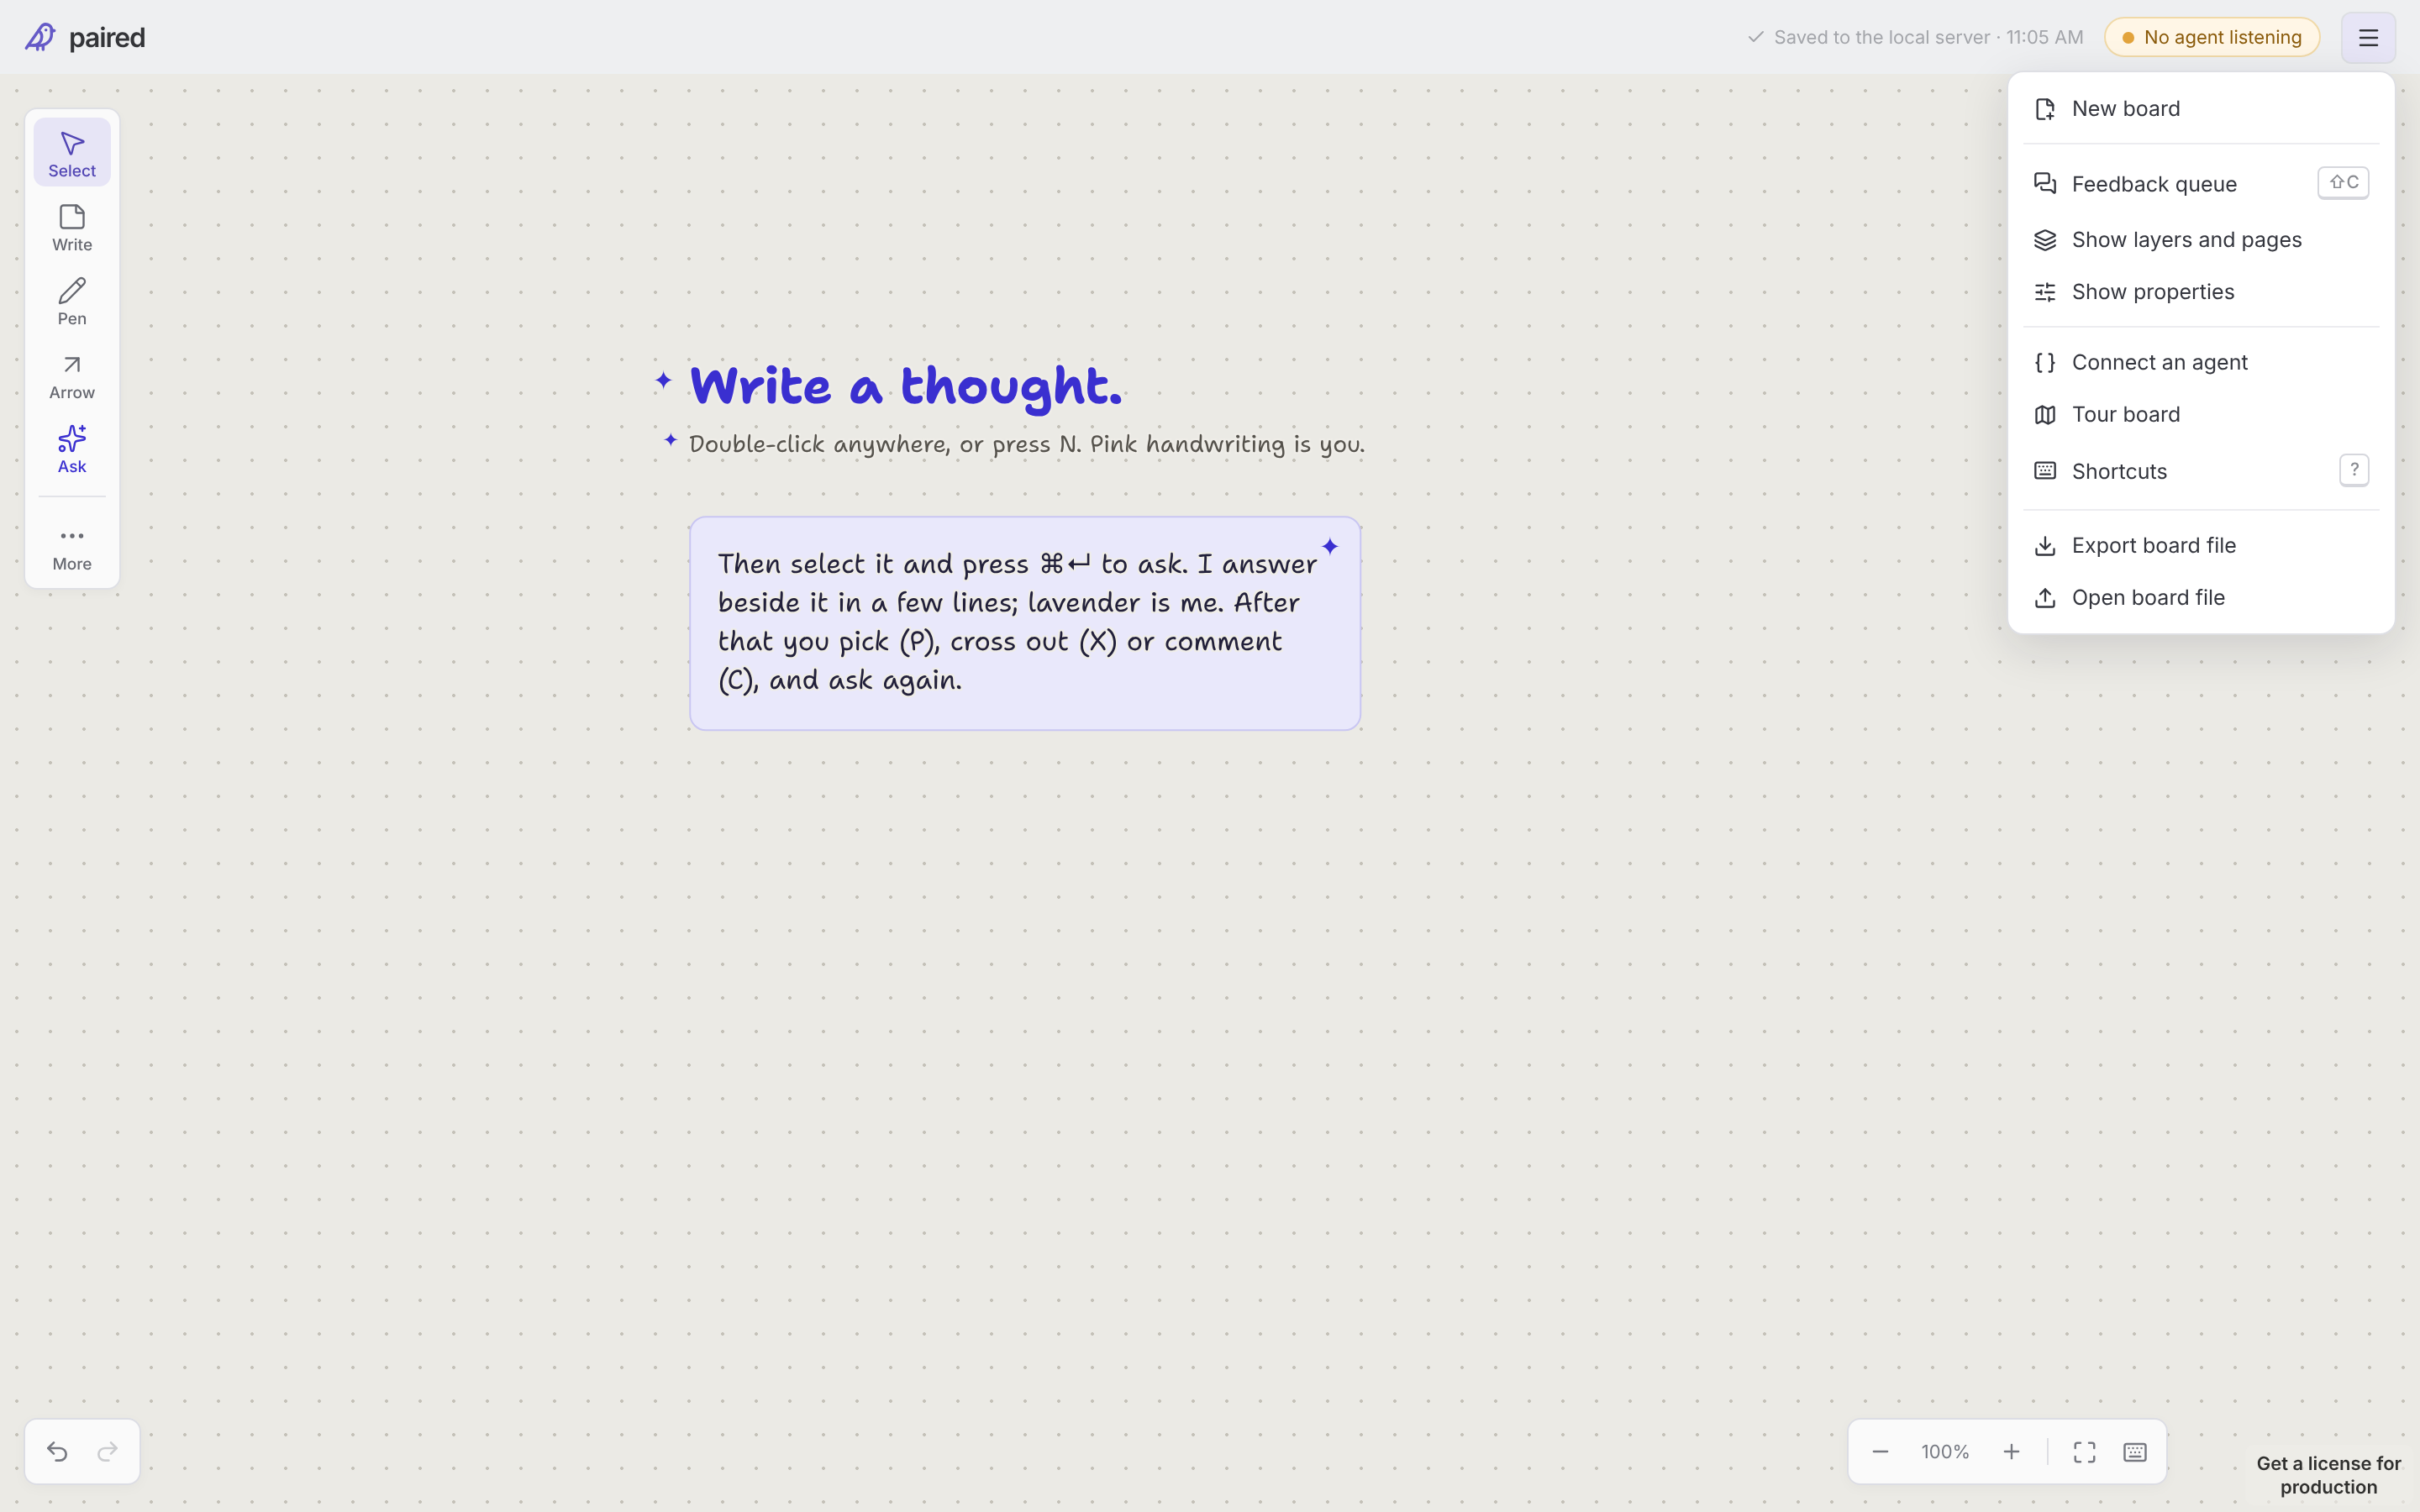 paired
Saved to the local server · 11:05 AM
No agent listening
New board
Feedback queue ⇧C
Show layers and pages
Show properties
Connect an agent
Tour board
Shortcuts ?
Export board file
Open board file
Select
Write
Pen
Arrow
Ask
More
Write a thought.
Double-click anywhere, or press N. Pink handwriting is you.
Then select it and press ⌘↵ to ask. I answer
beside it in a few lines; lavender is me. After
that you pick (P), cross out (X) or comment
(C), and ask again.
100%
Get a license for
production